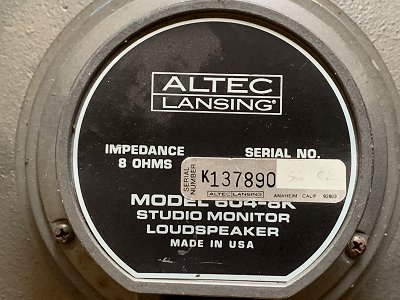 ALTEC
LANSING®
IMPEDANCE
8 OHMS
SERIAL NO.
SERIAL NUMBER
K137890
ALTEC LANSING
ANAHEIM CALIF 92803
MODEL 604-8K
STUDIO MONITOR
LOUDSPEAKER
MADE IN USA